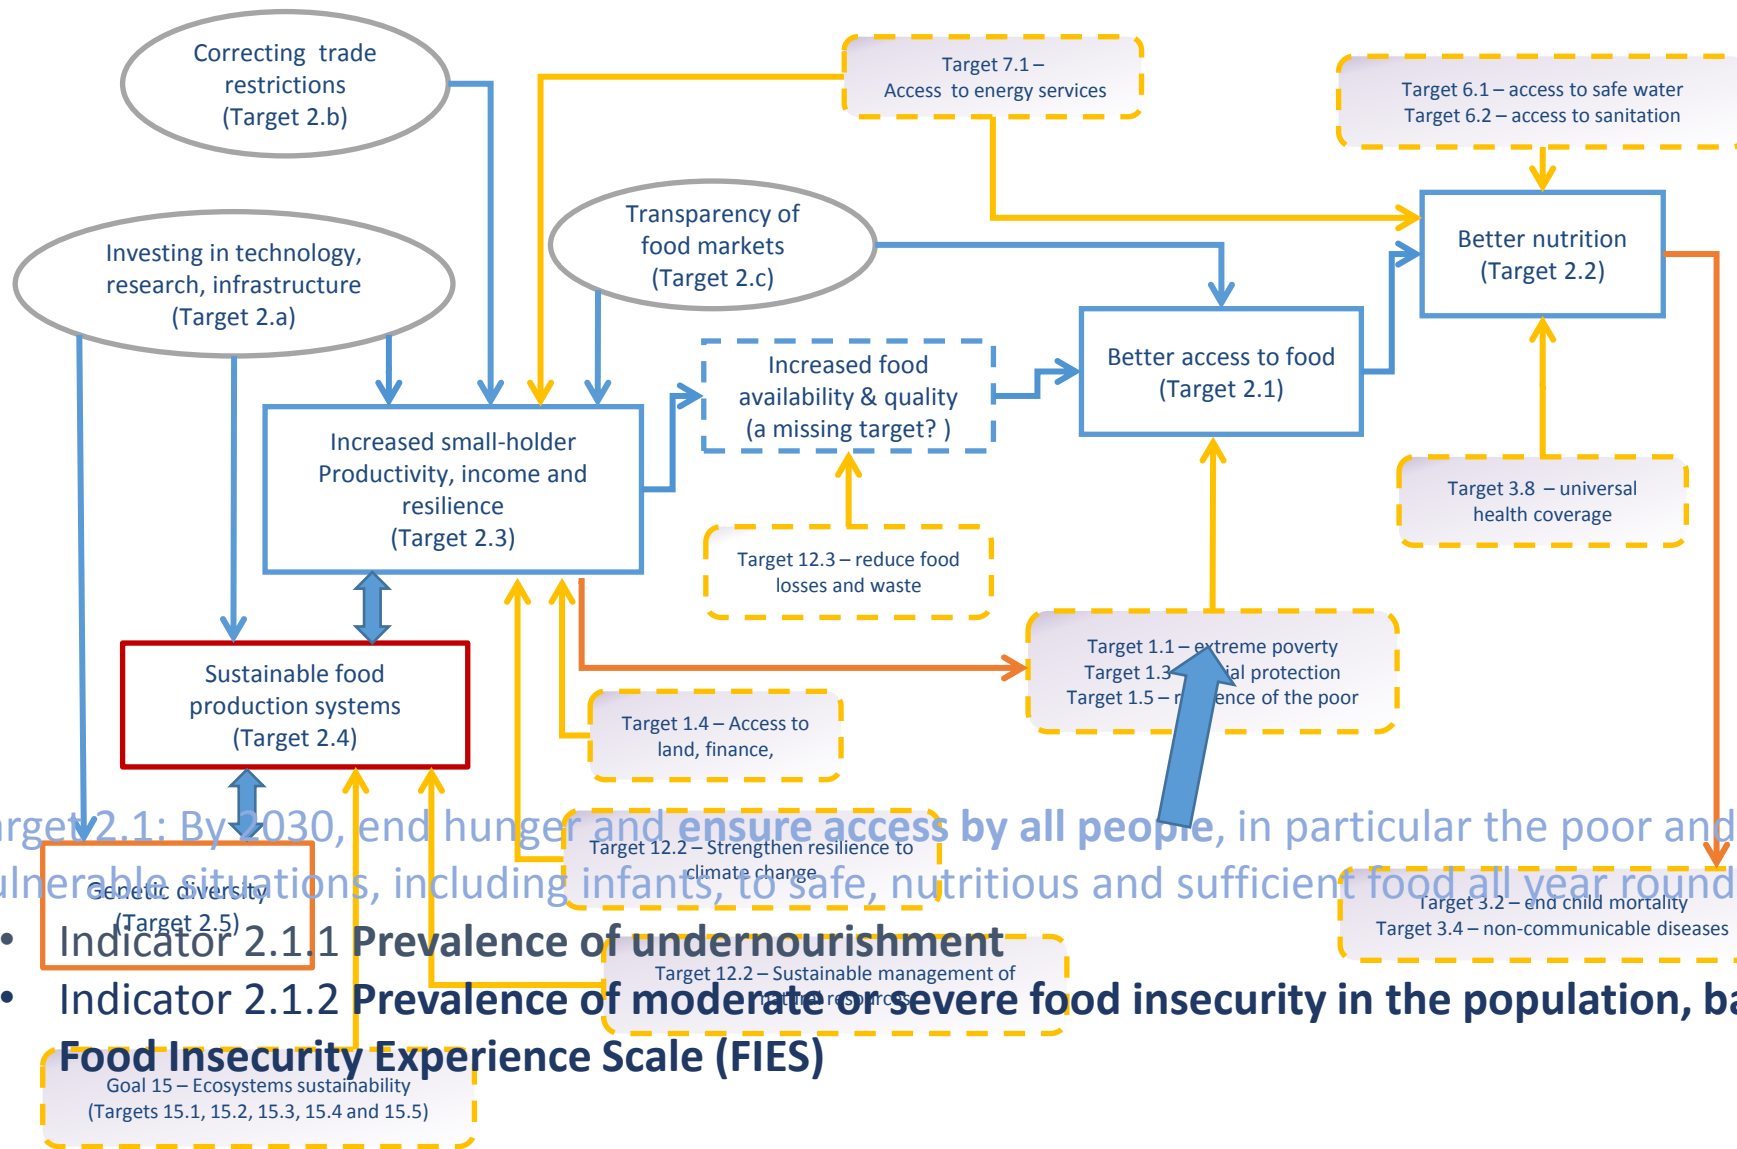 Correcting trade
restrictions
(Target 2.b)
Target 7.1 –
Access to energy services
Target 6.1 – access to safe water
Target 6.2 – access to sanitation
Investing in technology,
research, infrastructure
(Target 2.a)
Transparency of
food markets
(Target 2.c)
Better nutrition
(Target 2.2)
Increased food
availability & quality
(a missing target? )
Better access to food
(Target 2.1)
Increased small-holder
Productivity, income and
resilience
(Target 2.3)
Target 3.8 – universal
health coverage
Target 12.3 – reduce food
losses and waste
Sustainable food
production systems
(Target 2.4)
Target 1.1 – extreme poverty
Target 1.3 ial protection
Target 1.5 – r ence of the poor
Target 1.4 – Access to
land, finance,
arget 2.1: By 2030, end hunger and ensure access by all people, in particular the poor and
ulnerable situations, including infants, to safe, nutritious and sufficient food all year round
Target 12.2 – Strengthen resilience to
climate change
Genetic diversity
(Target 2.5)
Target 3.2 – end child mortality
Target 3.4 – non-communicable diseases
• Indicator 2.1.1 Prevalence of undernourishment
Target 12.2 – Sustainable management of
natural resources
• Indicator 2.1.2 Prevalence of moderate or severe food insecurity in the population, ba
Food Insecurity Experience Scale (FIES)
Goal 15 – Ecosystems sustainability
(Targets 15.1, 15.2, 15.3, 15.4 and 15.5)